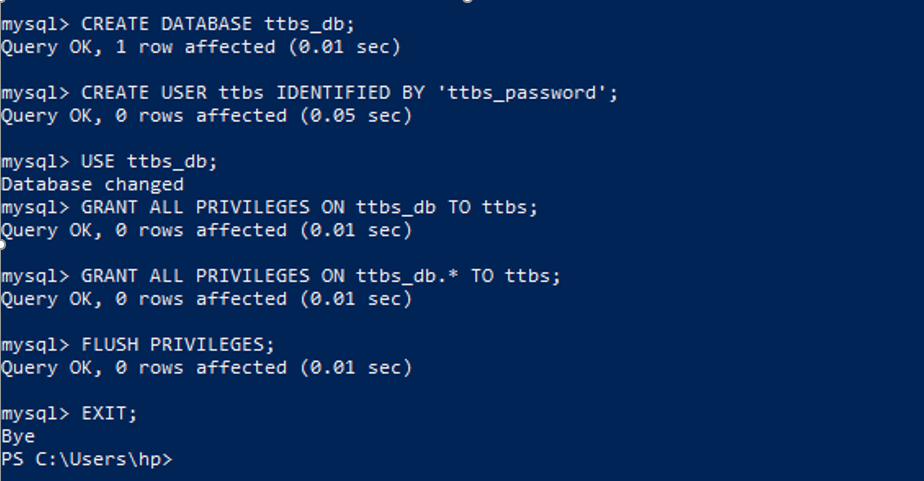 mysql> CREATE DATABASE ttbs_db;
Query OK, 1 row affected (0.01 sec)
mysql> CREATE USER ttbs IDENTIFIED BY 'ttbs_password';
Query OK, 0 rows affected (0.05 sec)
mysql> USE ttbs_db;
Database changed
mysql> GRANT ALL PRIVILEGES ON ttbs_db TO ttbs;
Query OK, 0 rows affected (0.01 sec)
mysql> GRANT ALL PRIVILEGES ON ttbs_db.* TO ttbs;
Query OK, 0 rows affected (0.01 sec)
mysql> FLUSH PRIVILEGES;
Query OK, 0 rows affected (0.01 sec)
mysql> EXIT;
Bye
PS C:\Users\hp>